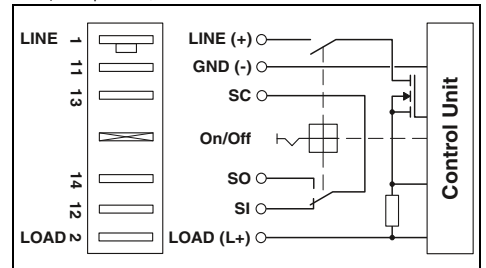 LINE 1 LINE (+)
11 GND (-)
13 SC
On/Off
14 SO
12 SI
LOAD 2 LOAD (L+)
Control Unit